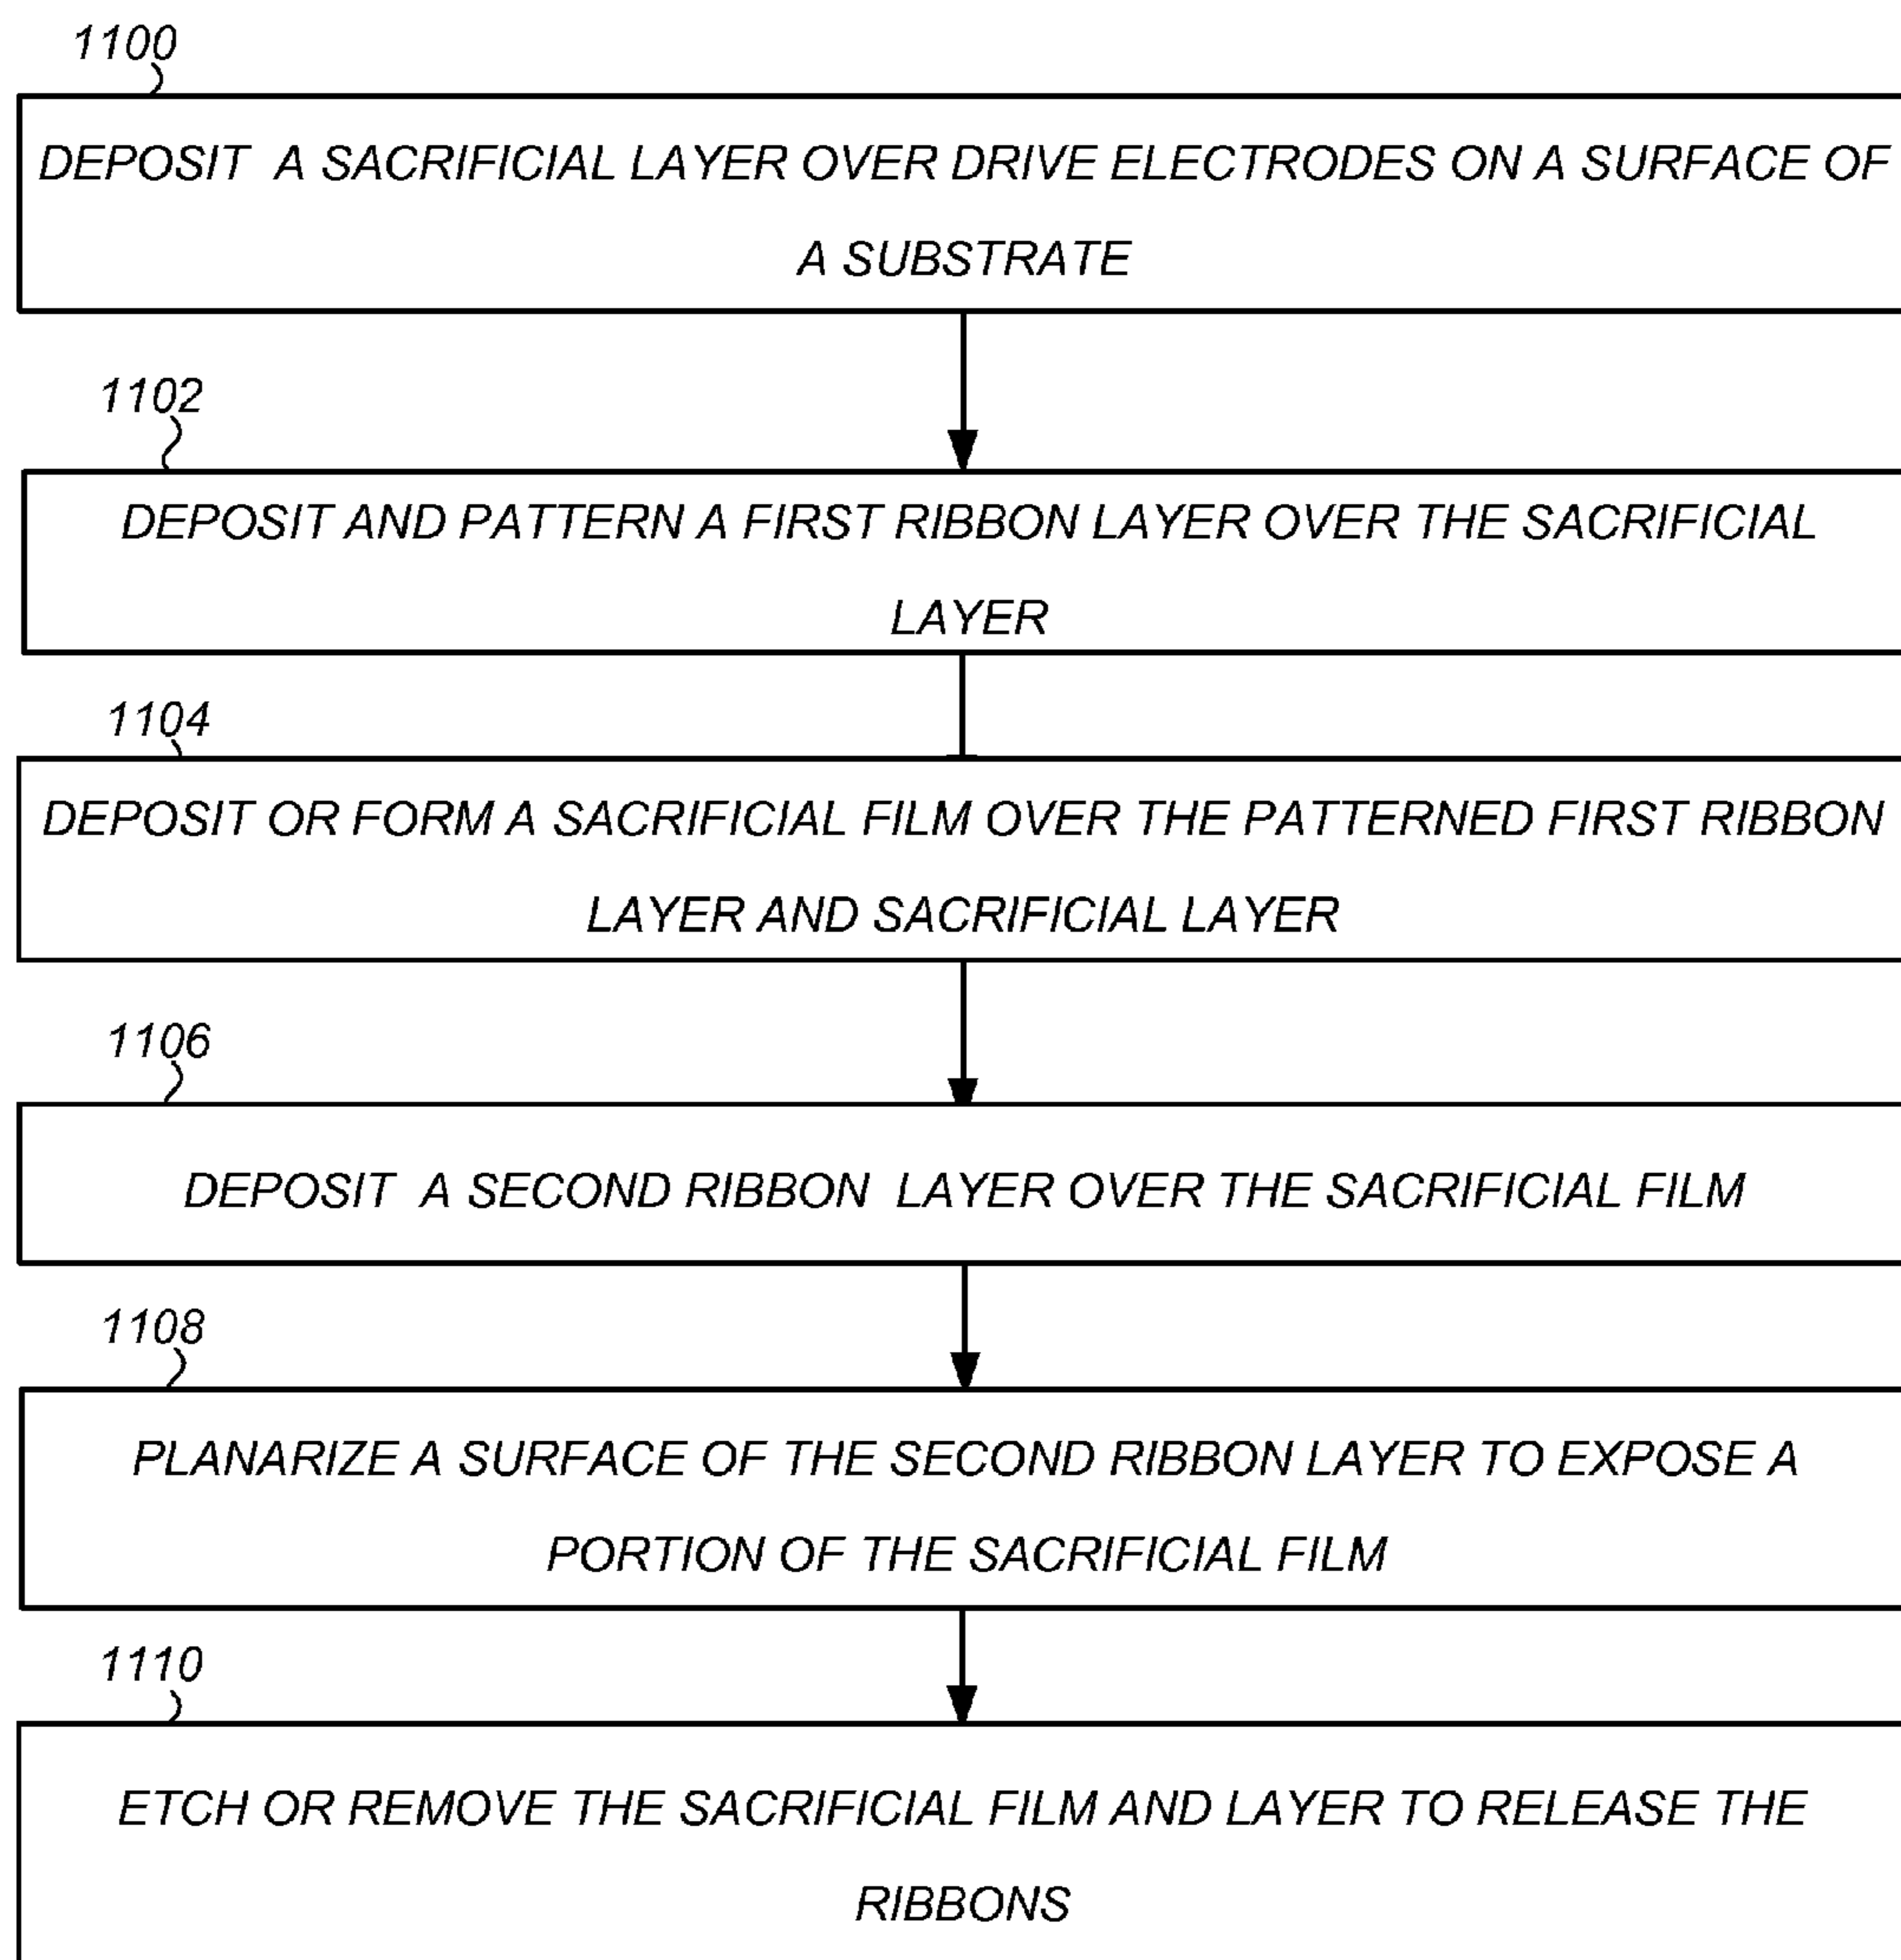 1100
DEPOSIT A SACRIFICIAL LAYER OVER DRIVE ELECTRODES ON A SURFACE OF
A SUBSTRATE
1102
DEPOSIT AND PATTERN A FIRST RIBBON LAYER OVER THE SACRIFICIAL
LAYER
1104
DEPOSIT OR FORM A SACRIFICIAL FILM OVER THE PATTERNED FIRST RIBBON
LAYER AND SACRIFICIAL LAYER
1106
DEPOSIT A SECOND RIBBON LAYER OVER THE SACRIFICIAL FILM
1108
PLANARIZE A SURFACE OF THE SECOND RIBBON LAYER TO EXPOSE A
PORTION OF THE SACRIFICIAL FILM
1110
ETCH OR REMOVE THE SACRIFICIAL FILM AND LAYER TO RELEASE THE
RIBBONS